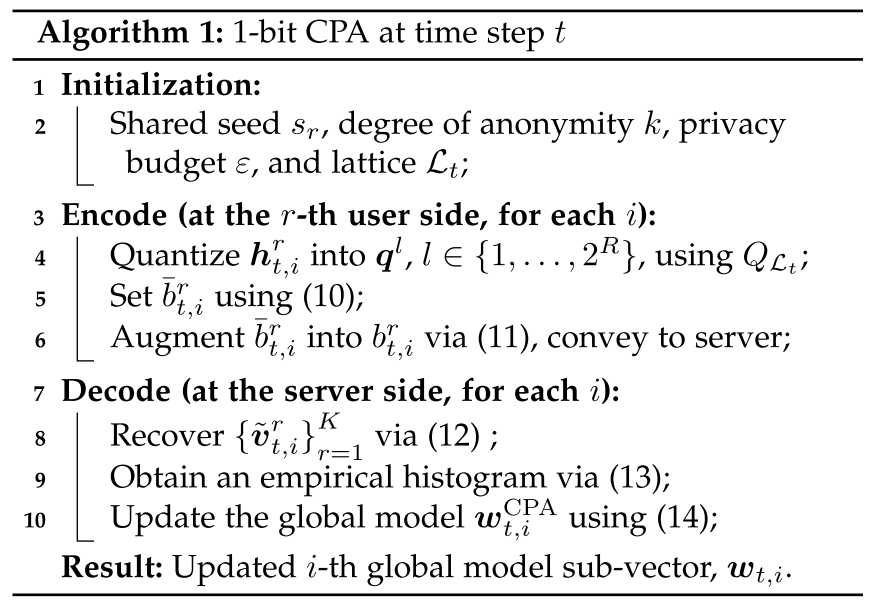 Algorithm 1: 1-bit CPA at time step $t$
1 Initialization:
2 Shared seed $s_r$, degree of anonymity $k$, privacy
budget $\varepsilon$, and lattice $\mathcal{L}_t$;
3 Encode (at the $r$-th user side, for each $i$):
4 Quantize $\boldsymbol{h}_{t,i}^r$ into $\boldsymbol{q}^l$, $l \in \{1, \ldots, 2^R\}$, using $Q_{\mathcal{L}_t}$;
5 Set $\bar{b}_{t,i}^r$ using (10);
6 Augment $\bar{b}_{t,i}^r$ into $b_{t,i}^r$ via (11), convey to server;
7 Decode (at the server side, for each $i$):
8 Recover $\{\tilde{\boldsymbol{v}}_{t,i}^r\}_{r=1}^K$ via (12) ;
9 Obtain an empirical histogram via (13);
10 Update the global model $\boldsymbol{w}_{t,i}^{\mathrm{CPA}}$ using (14);
Result: Updated $i$-th global model sub-vector, $\boldsymbol{w}_{t,i}$.